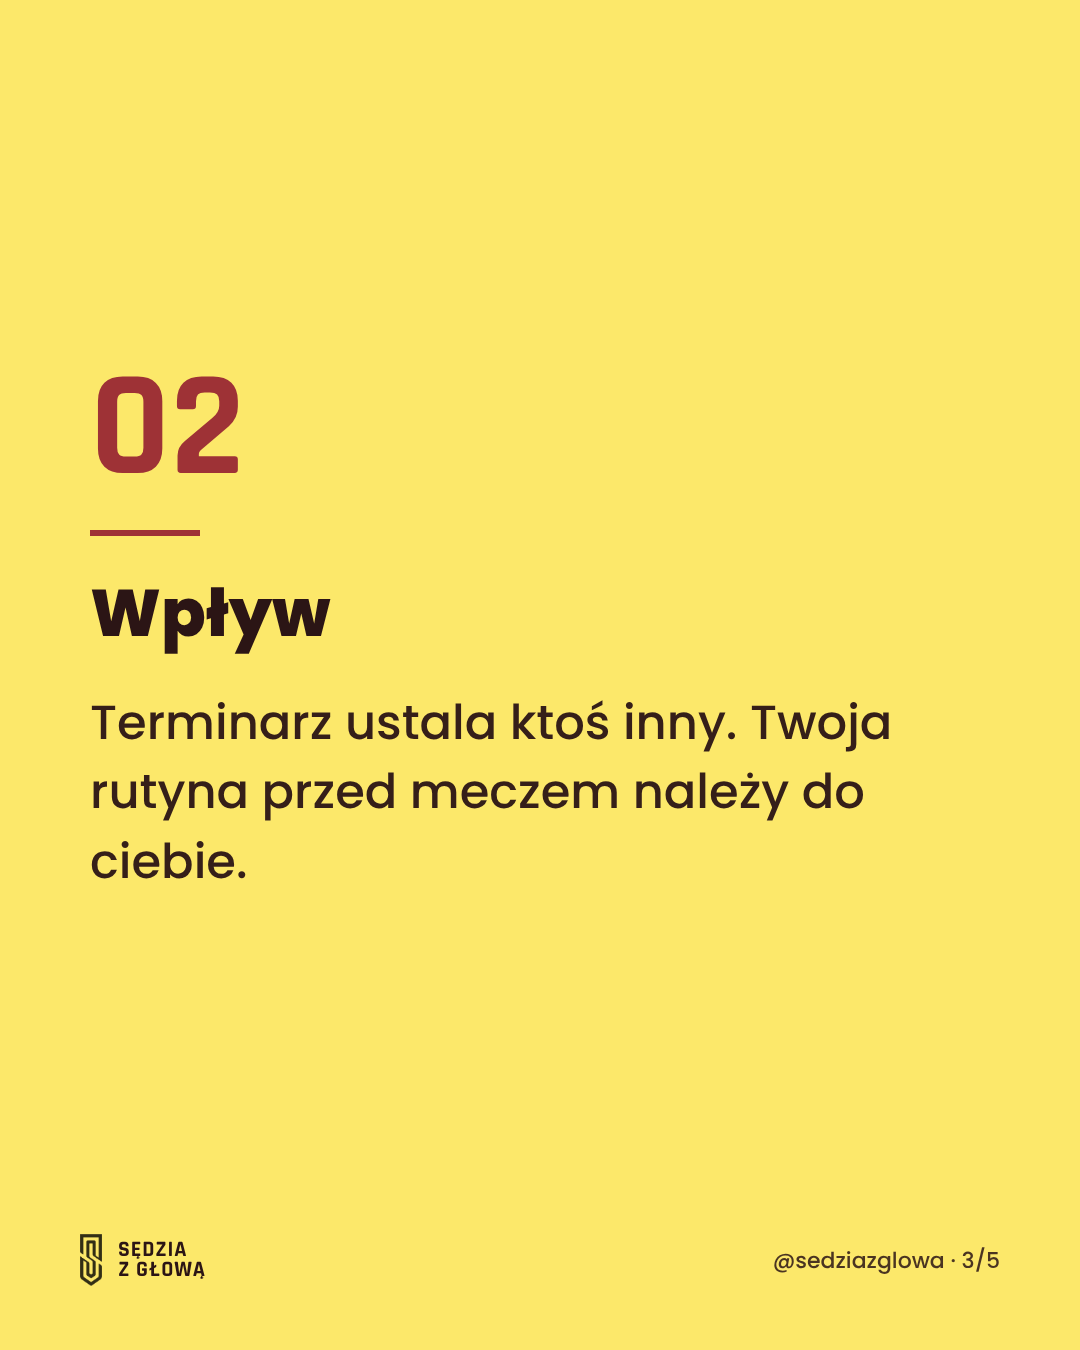 02
Wpływ
Terminarz ustala ktoś inny. Twoja
rutyna przed meczem należy do
ciebie.
SĘDZIA
Z GŁOWĄ
@sedziazglowa · 3/5